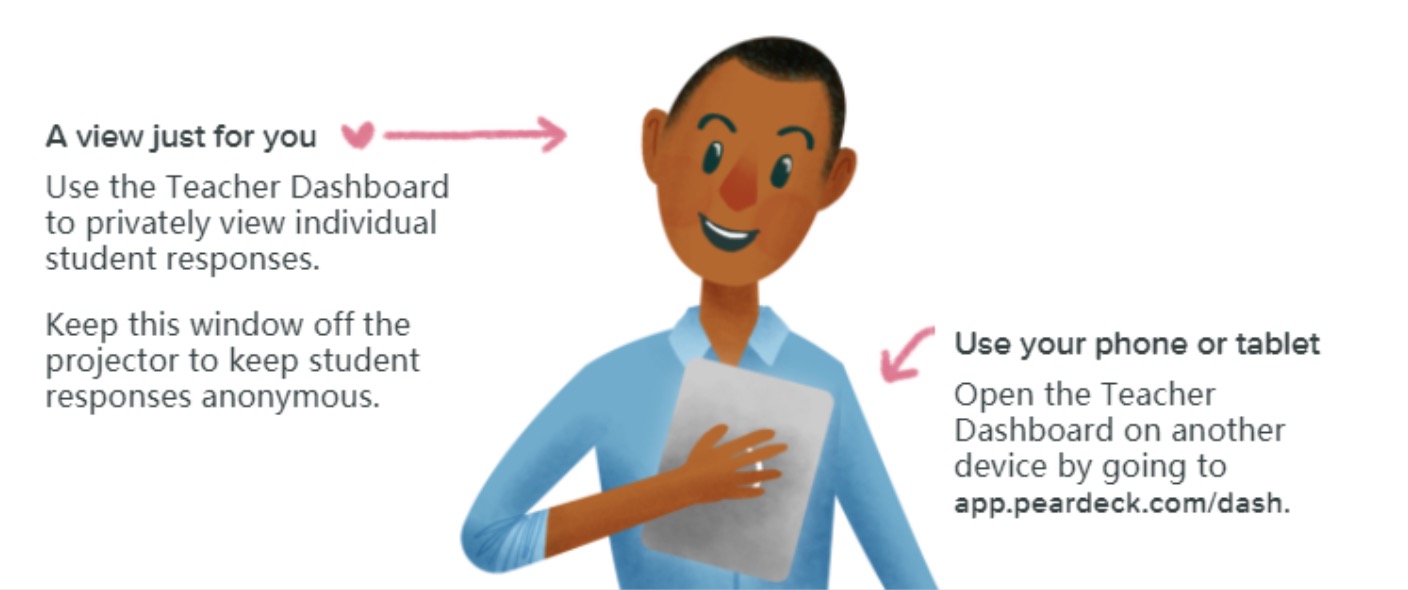 A view just for you
Use the Teacher Dashboard
to privately view individual
student responses.
Keep this window off the
projector to keep student
responses anonymous.
Use your phone or tablet
Open the Teacher
Dashboard on another
device by going to
app.peardeck.com/dash.